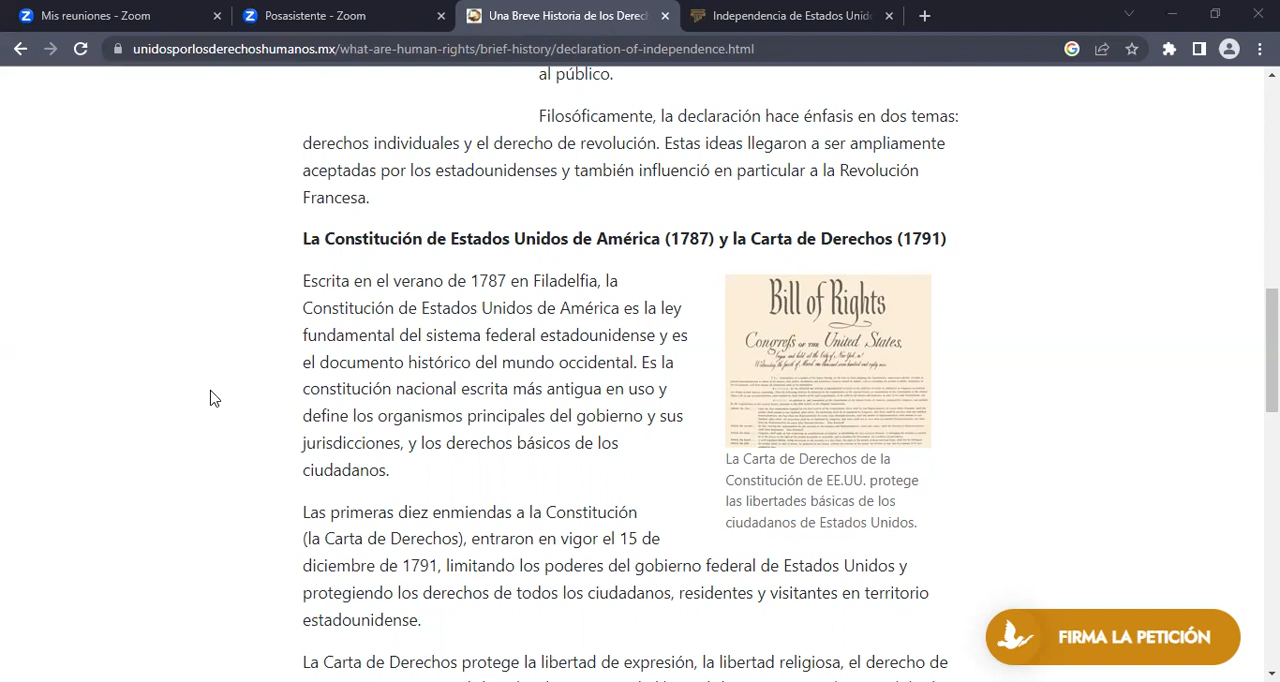 Mis reuniones - Zoom
Posasistente - Zoom
Una Breve Historia de los Derech
Independencia de Estados Unido
unidosporlosderechoshumanos.mx/what-are-human-rights/brief-history/declaration-of-independence.html
al público.
Filosóficamente, la declaración hace énfasis en dos temas:
derechos individuales y el derecho de revolución. Estas ideas llegaron a ser ampliamente
aceptadas por los estadounidenses y también influenció en particular a la Revolución
Francesa.
La Constitución de Estados Unidos de América (1787) y la Carta de Derechos (1791)
Escrita en el verano de 1787 en Filadelfia, la
Constitución de Estados Unidos de América es la ley
fundamental del sistema federal estadounidense y es
el documento histórico del mundo occidental. Es la
constitución nacional escrita más antigua en uso y
define los organismos principales del gobierno y sus
jurisdicciones, y los derechos básicos de los
ciudadanos.
Bill of Rights
Congress OF THE United States,
La Carta de Derechos de la
Constitución de EE.UU. protege
las libertades básicas de los
ciudadanos de Estados Unidos.
Las primeras diez enmiendas a la Constitución
(la Carta de Derechos), entraron en vigor el 15 de
diciembre de 1791, limitando los poderes del gobierno federal de Estados Unidos y
protegiendo los derechos de todos los ciudadanos, residentes y visitantes en territorio
estadounidense.
FIRMA LA PETICIÓN
La Carta de Derechos protege la libertad de expresión, la libertad religiosa, el derecho de